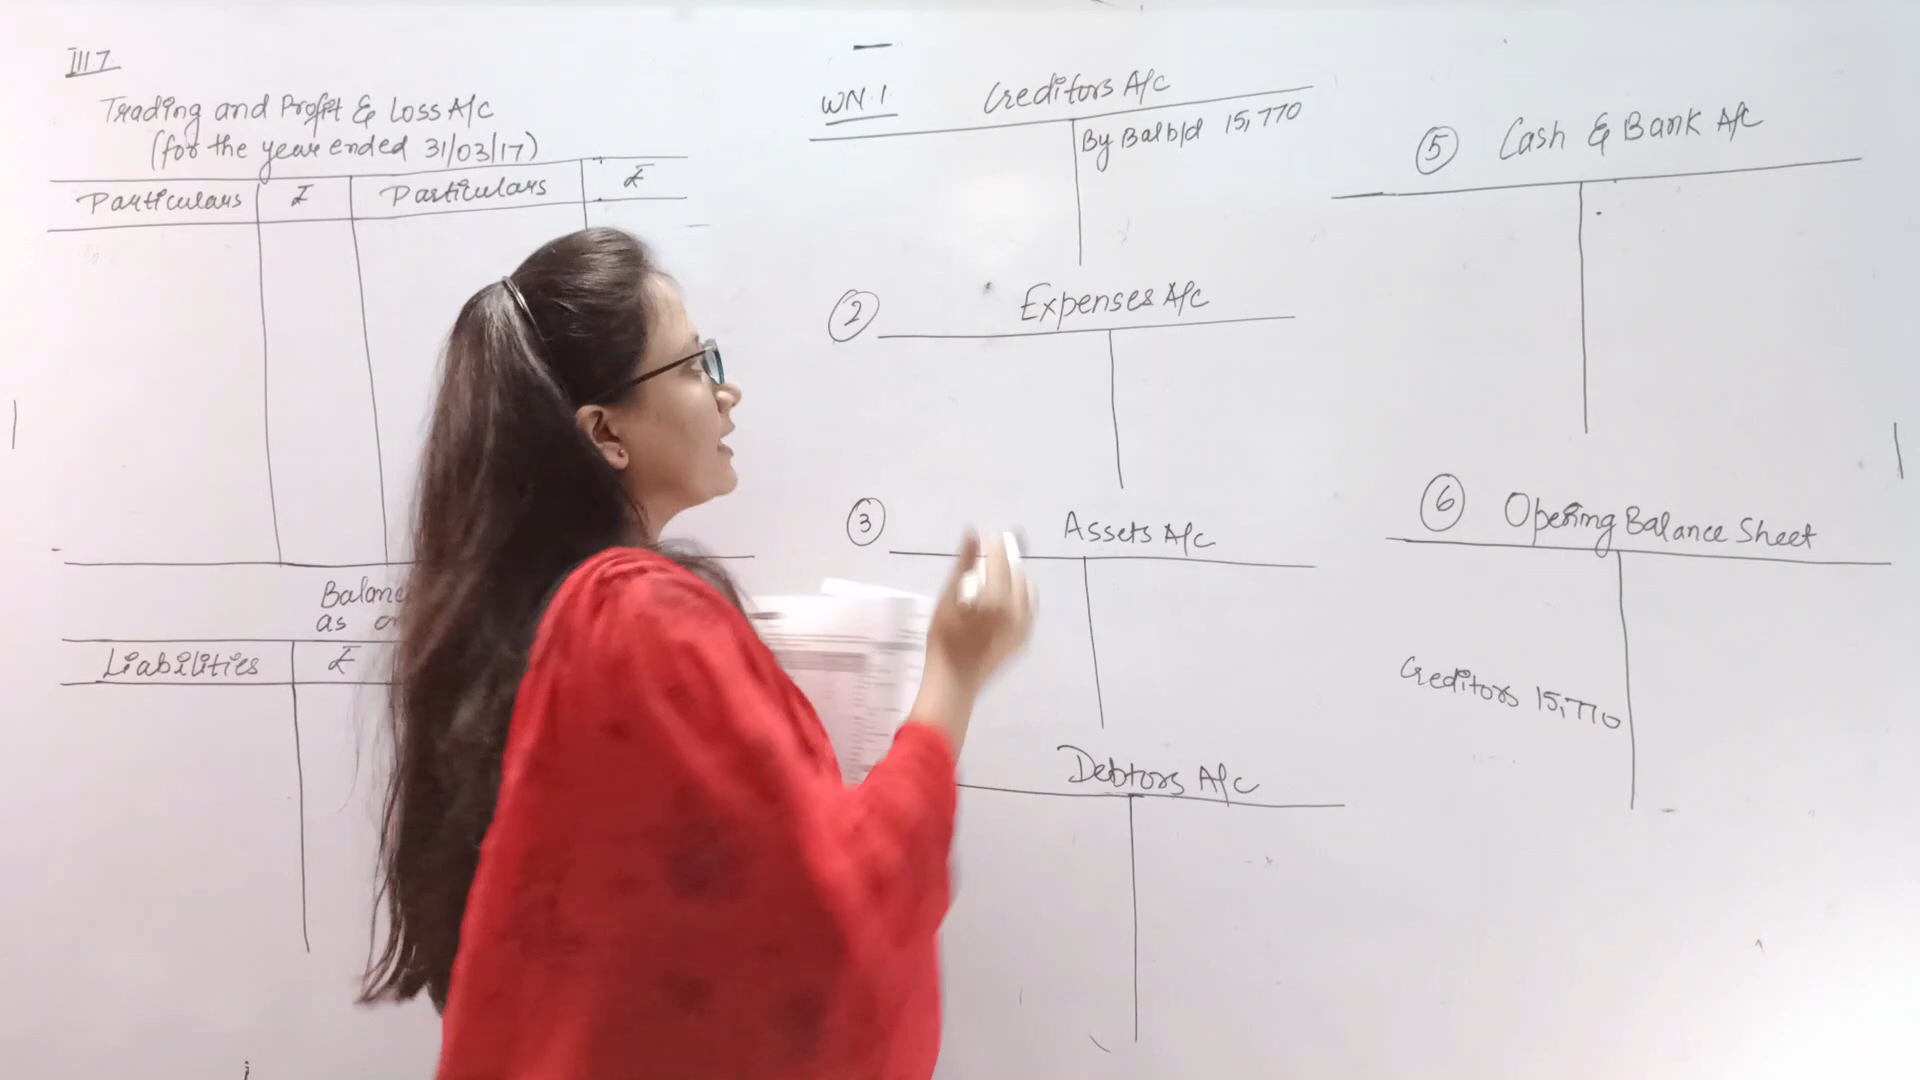 III 7.
Trading and Profit & Loss A/c
(for the year ended 31/03/17)
Particulars ₹ Particulars ₹
Balance
as on
Liabilities ₹
WN.1. Creditors A/c
By Bal b/d 15,770
2 Expenses A/c
3 Assets A/c
Debtors A/c
5 Cash & Bank A/c
6 Opening Balance Sheet
Creditors 15,770